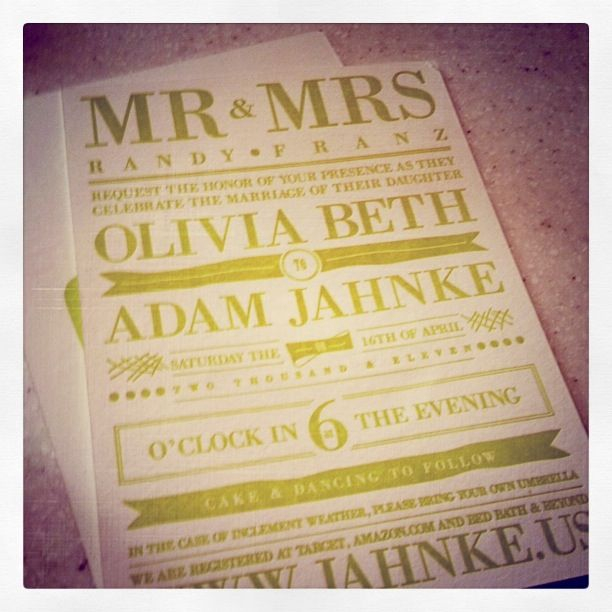 MR & MRS
RANDY • FRANZ
REQUEST THE HONOR OF YOUR PRESENCE AS THEY
CELEBRATE THE MARRIAGE OF THEIR DAUGHTER
OLIVIA BETH
TO
ADAM JAHNKE
SATURDAY THE 16TH OF APRIL
TWO THOUSAND & ELEVEN
O'CLOCK IN 6 THE EVENING
CAKE & DANCING TO FOLLOW
IN THE CASE OF INCLEMENT WEATHER, PLEASE BRING YOUR OWN UMBRELLA
WE ARE REGISTERED AT TARGET, AMAZON.COM AND BED BATH & BEYOND
WWW.JAHNKE.US